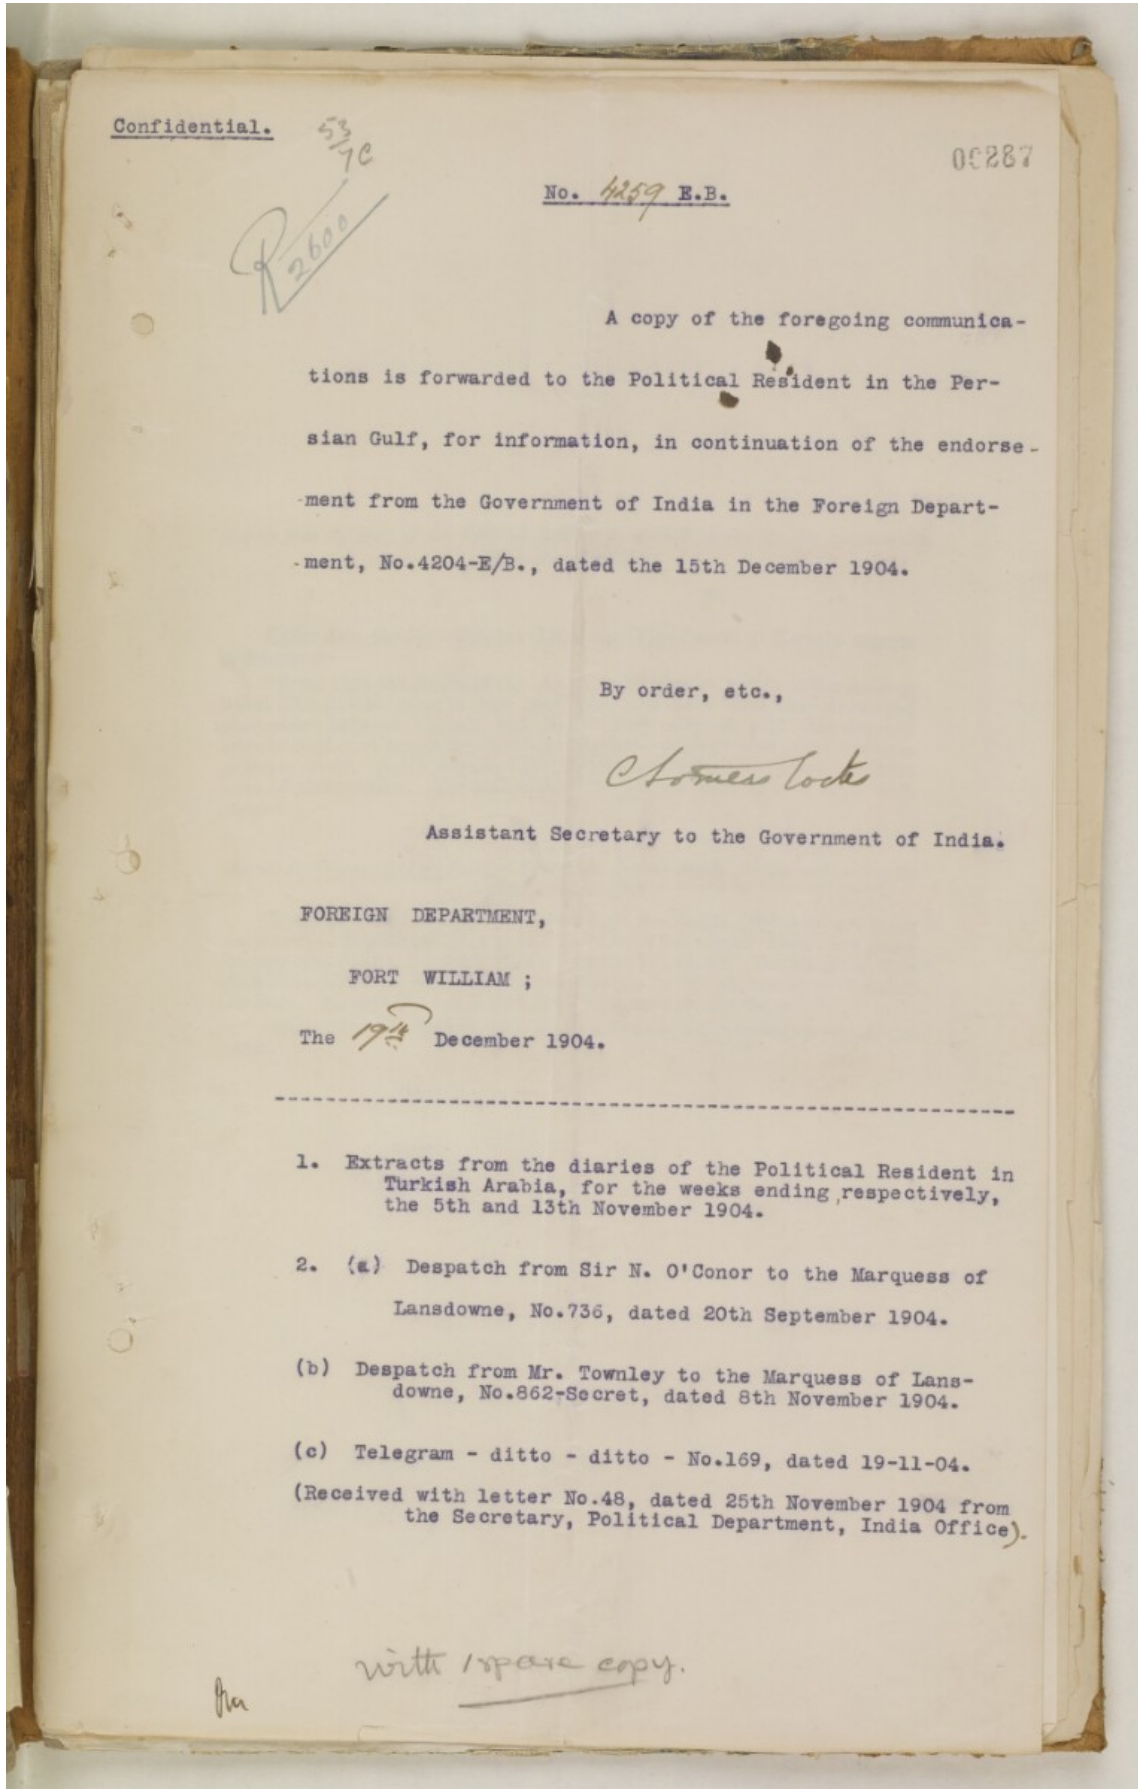 Confidential.
53
7C
00287
No. 4259 E.B.
R
2600
A copy of the foregoing communica-
tions is forwarded to the Political Resident in the Per-
sian Gulf, for information, in continuation of the endorse-
-ment from the Government of India in the Foreign Depart-
-ment, No.4204-E/B., dated the 15th December 1904.
By order, etc.,
C Somers Cocks
Assistant Secretary to the Government of India.
FOREIGN DEPARTMENT,
FORT WILLIAM ;
The 19th December 1904.
1. Extracts from the diaries of the Political Resident in
Turkish Arabia, for the weeks ending, respectively,
the 5th and 13th November 1904.
2. (a) Despatch from Sir N. O'Conor to the Marquess of
Lansdowne, No.736, dated 20th September 1904.
(b) Despatch from Mr. Townley to the Marquess of Lans-
downe, No.862-Secret, dated 8th November 1904.
(c) Telegram - ditto - ditto - No.169, dated 19-11-04.
(Received with letter No.48, dated 25th November 1904 from
the Secretary, Political Department, India Office).
with 1 spare copy.